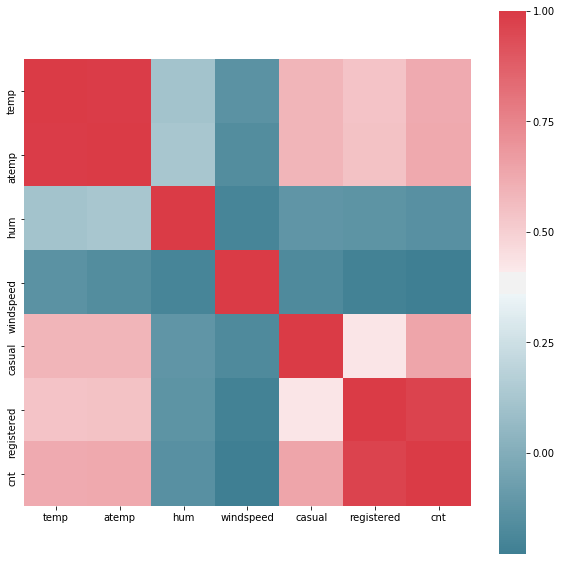 temp
atemp
hum
windspeed
casual
registered
cnt
temp atemp hum windspeed casual registered cnt
1.00
0.75
0.50
0.25
0.00